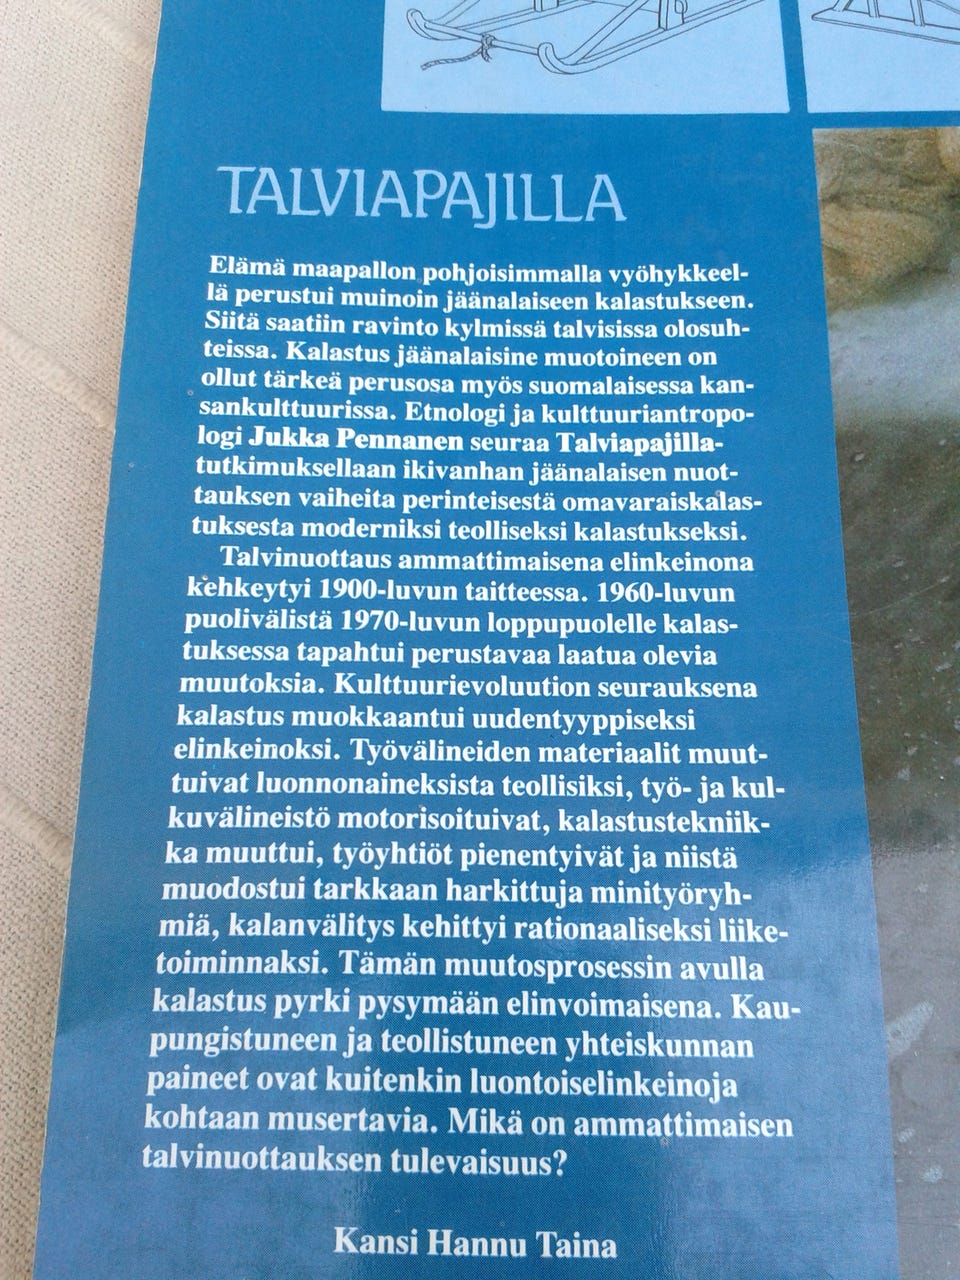 TALVIAPAJILLA
Elämä maapallon pohjoisimmalla vyöhykkeel-
lä perustui muinoin jäänalaiseen kalastukseen.
Siitä saatiin ravinto kylmissä talvisissa olosuh-
teissa. Kalastus jäänalaisine muotoineen on
ollut tärkeä perusosa myös suomalaisessa kan-
sankulttuurissa. Etnologi ja kulttuuriantropo-
logi Jukka Pennanen seuraa Talviapajilla-
tutkimuksellaan ikivanhan jäänalaisen nuot-
tauksen vaiheita perinteisestä omavaraiskalas-
tuksesta moderniksi teolliseksi kalastukseksi.
Talvinuottaus ammattimaisena elinkeinona
kehkeytyi 1900-luvun taitteessa. 1960-luvun
puolivälistä 1970-luvun loppupuolelle kalas-
tuksessa tapahtui perustavaa laatua olevia
muutoksia. Kulttuurievoluution seurauksena
kalastus muokkaantui uudentyyppiseksi
elinkeinoksi. Työvälineiden materiaalit muut-
tuivat luonnonaineksista teollisiksi, työ- ja kul-
kuvälineistö motorisoituivat, kalastustekniik-
ka muuttui, työyhtiöt pienentyivät ja niistä
muodostui tarkkaan harkittuja minityöryh-
miä, kalanvälitys kehittyi rationaaliseksi liike-
toiminnaksi. Tämän muutosprosessin avulla
kalastus pyrki pysymään elinvoimaisena. Kau-
pungistuneen ja teollistuneen yhteiskunnan
paineet ovat kuitenkin luontoiselinkeinoja
kohtaan musertavia. Mikä on ammattimaisen
talvinuottauksen tulevaisuus?
Kansi Hannu Taina